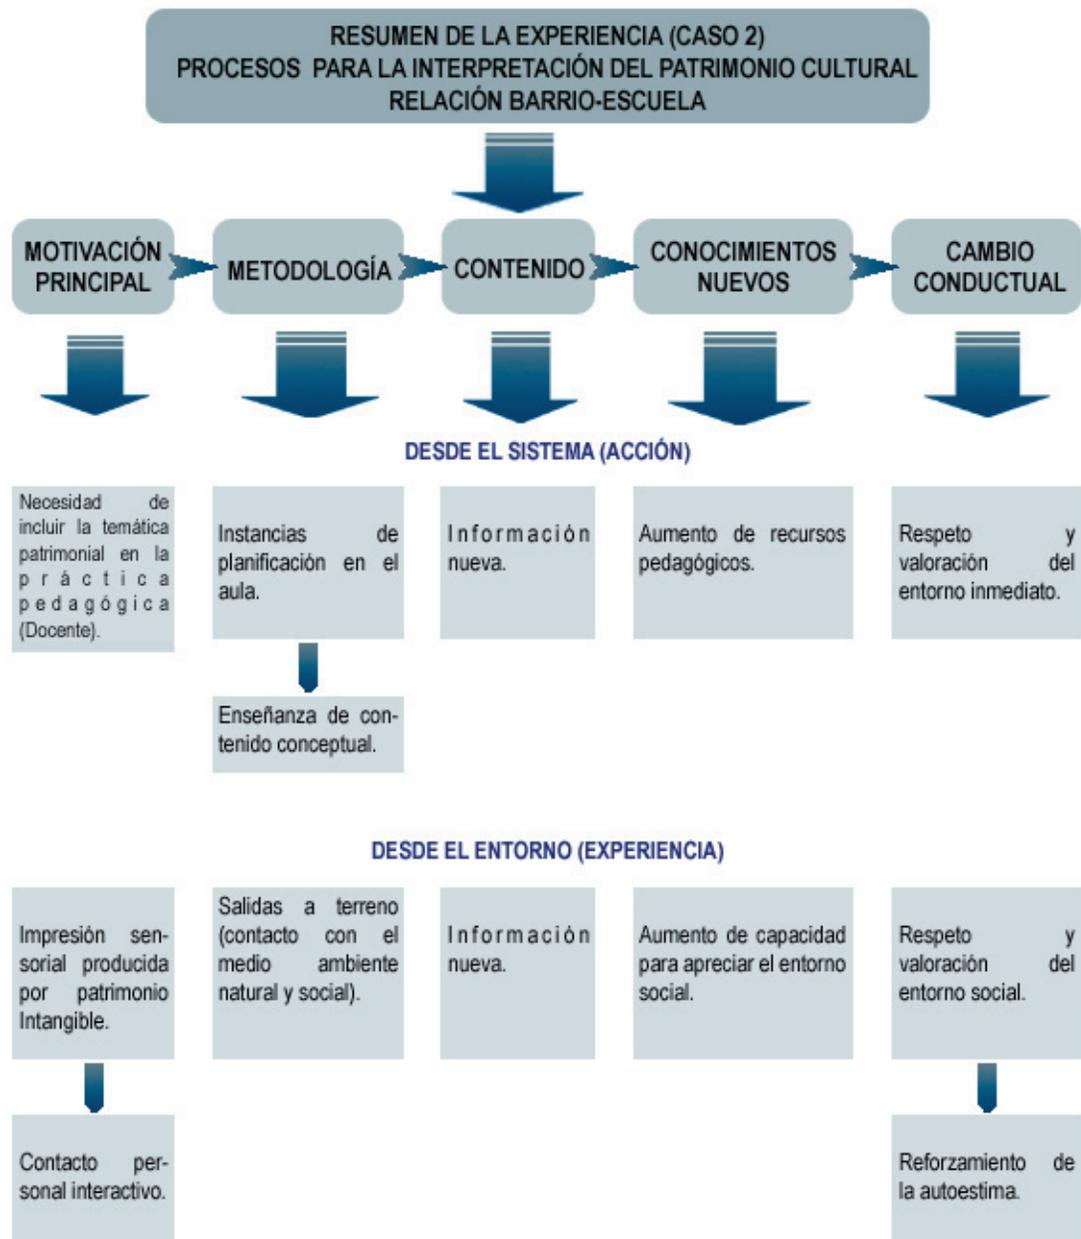 RESUMEN DE LA EXPERIENCIA (CASO 2)
PROCESOS PARA LA INTERPRETACIÓN DEL PATRIMONIO CULTURAL
RELACIÓN BARRIO-ESCUELA
MOTIVACIÓN
PRINCIPAL
METODOLOGÍA
CONTENIDO
CONOCIMIENTOS
NUEVOS
CAMBIO
CONDUCTUAL
DESDE EL SISTEMA (ACCIÓN)
Necesidad de
incluir la temática
patrimonial en la
práctica
pedagógica
(Docente).
Instancias de
planificación en el
aula.
Información
nueva.
Aumento de recursos
pedagógicos.
Respeto y
valoración del
entorno inmediato.
Enseñanza de con-
tenido conceptual.
DESDE EL ENTORNO (EXPERIENCIA)
Impresión sen-
sorial producida
por patrimonio
Intangible.
Salidas a terreno
(contacto con el
medio ambiente
natural y social).
Información
nueva.
Aumento de capacidad
para apreciar el entorno
social.
Respeto y
valoración del
entorno social.
Contacto per-
sonal interactivo.
Reforzamiento de
la autoestima.